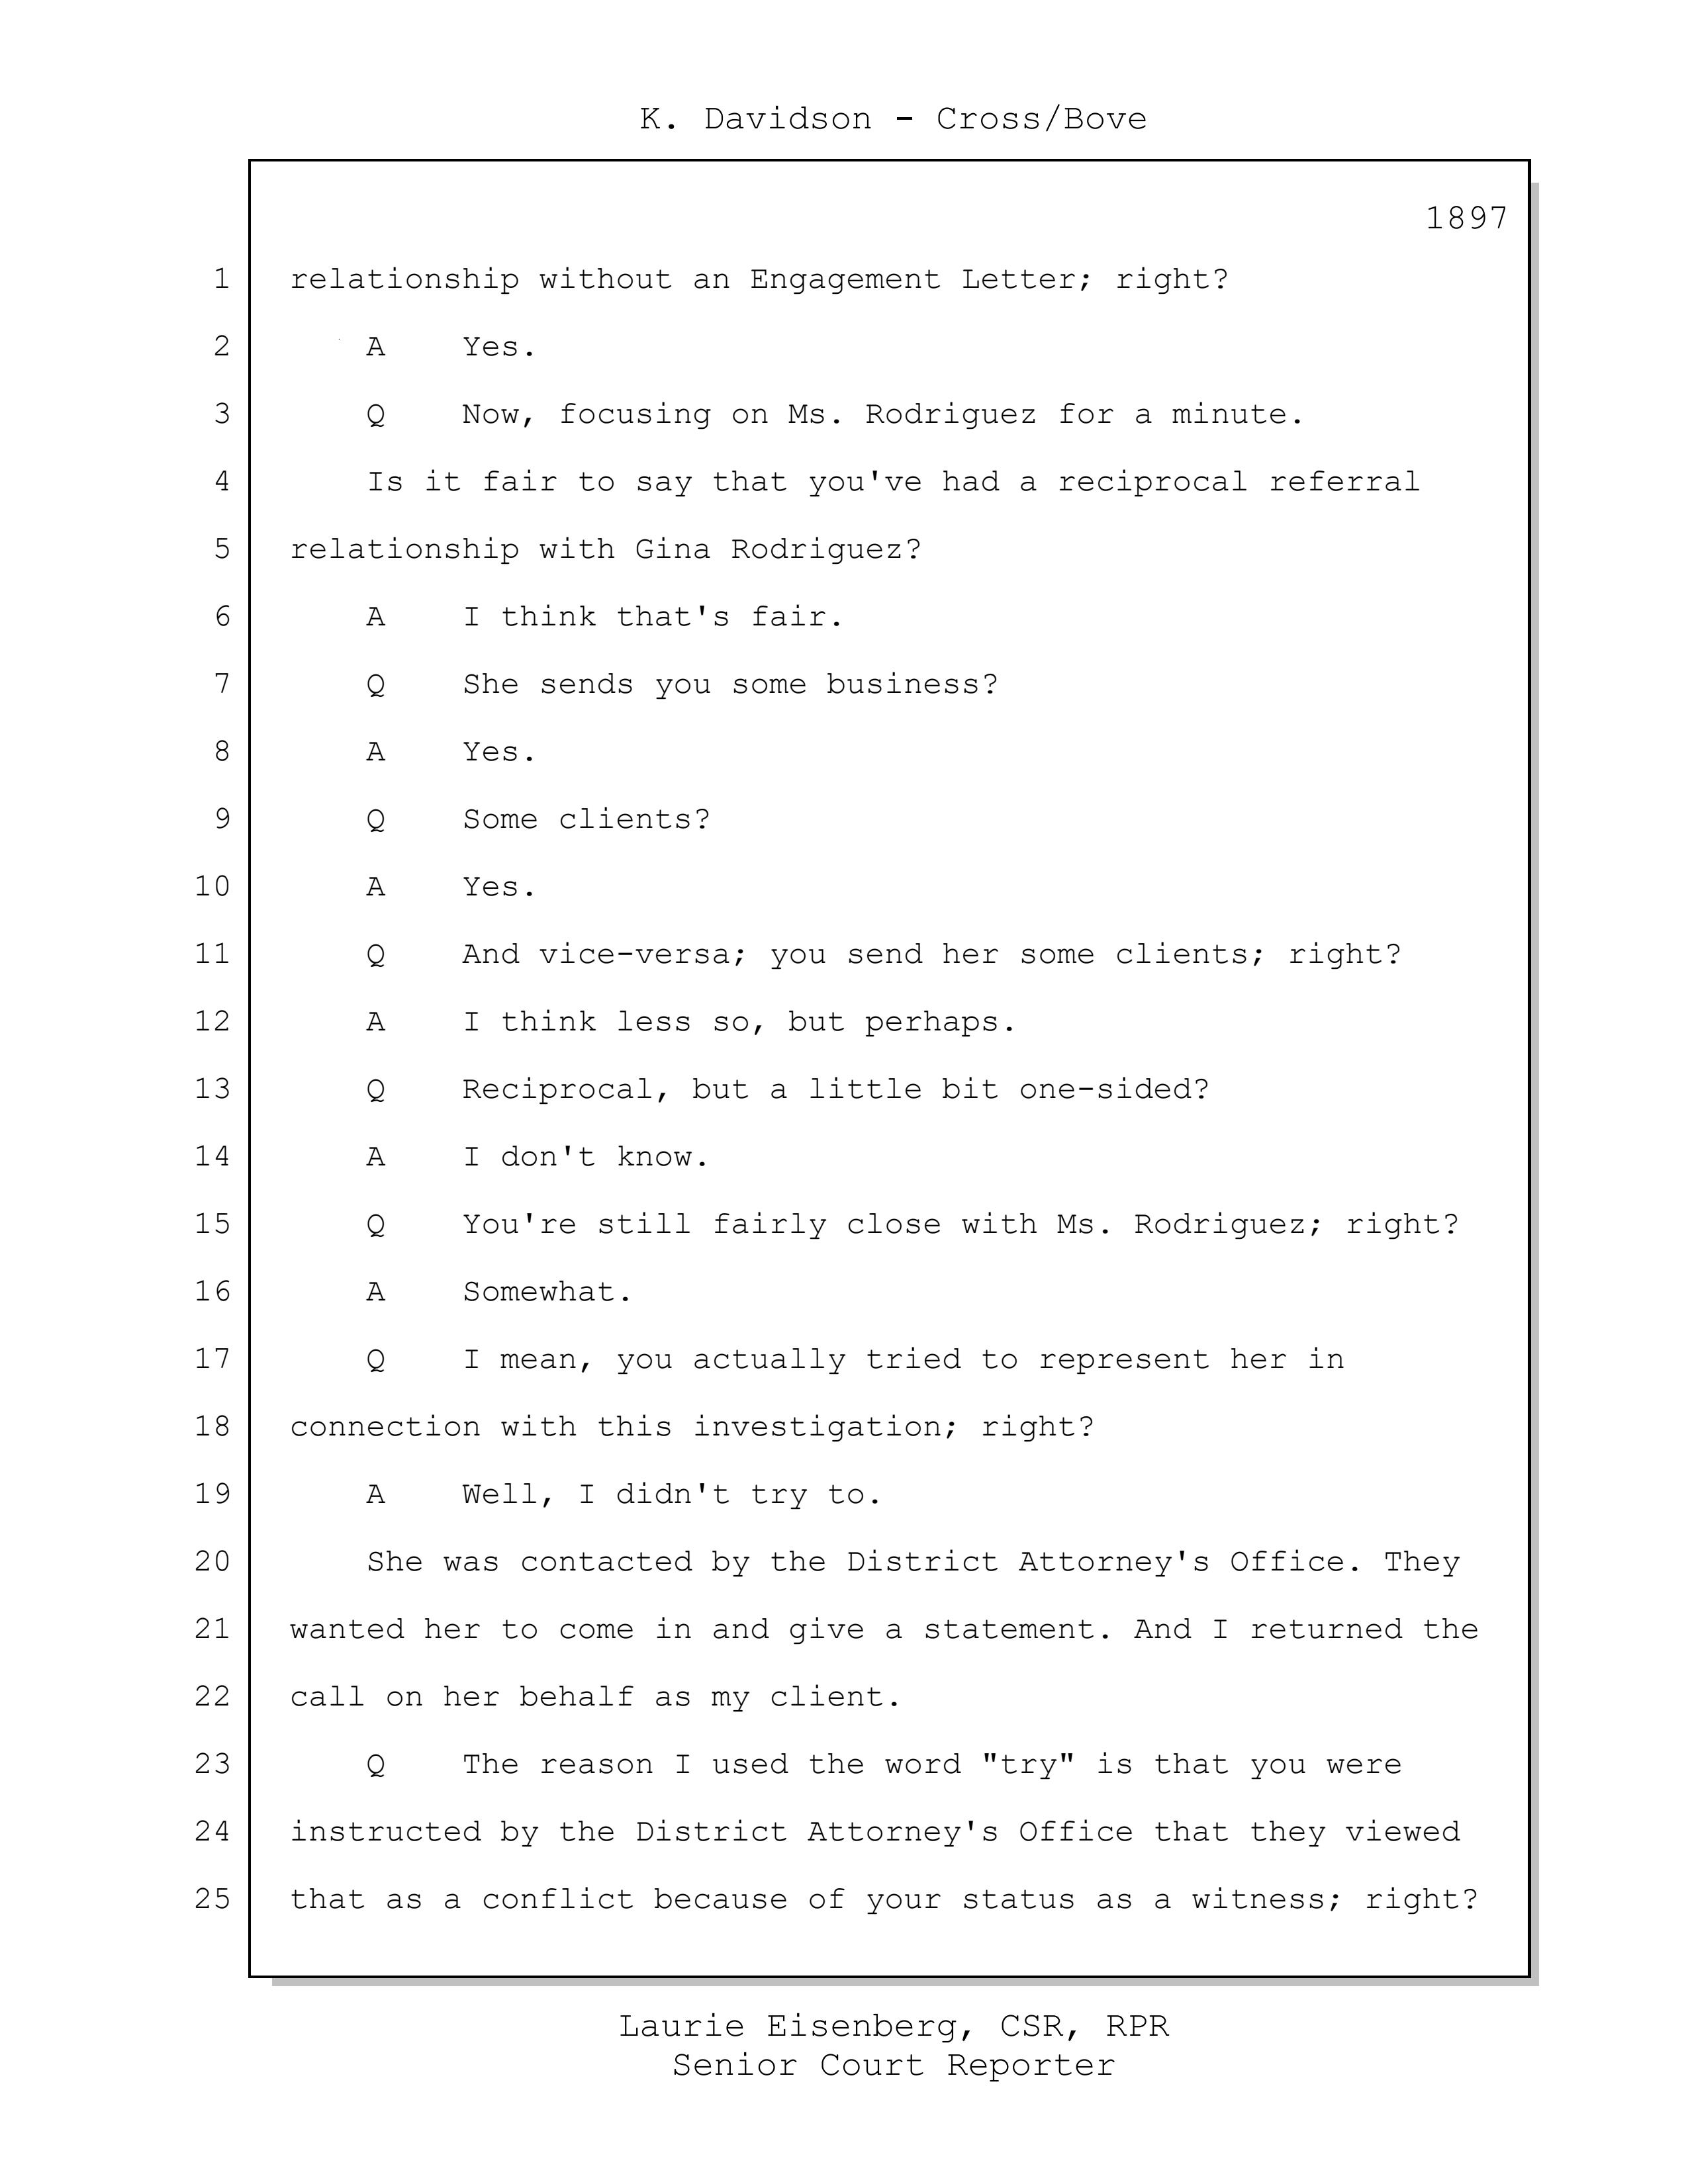 K. Davidson - Cross/Bove
1897
1 relationship without an Engagement Letter; right?
2 A Yes.
3 Q Now, focusing on Ms. Rodriguez for a minute.
4 Is it fair to say that you've had a reciprocal referral
5 relationship with Gina Rodriguez?
6 A I think that's fair.
7 Q She sends you some business?
8 A Yes.
9 Q Some clients?
10 A Yes.
11 Q And vice-versa; you send her some clients; right?
12 A I think less so, but perhaps.
13 Q Reciprocal, but a little bit one-sided?
14 A I don't know.
15 Q You're still fairly close with Ms. Rodriguez; right?
16 A Somewhat.
17 Q I mean, you actually tried to represent her in
18 connection with this investigation; right?
19 A Well, I didn't try to.
20 She was contacted by the District Attorney's Office. They
21 wanted her to come in and give a statement. And I returned the
22 call on her behalf as my client.
23 Q The reason I used the word "try" is that you were
24 instructed by the District Attorney's Office that they viewed
25 that as a conflict because of your status as a witness; right?
Laurie Eisenberg, CSR, RPR
Senior Court Reporter